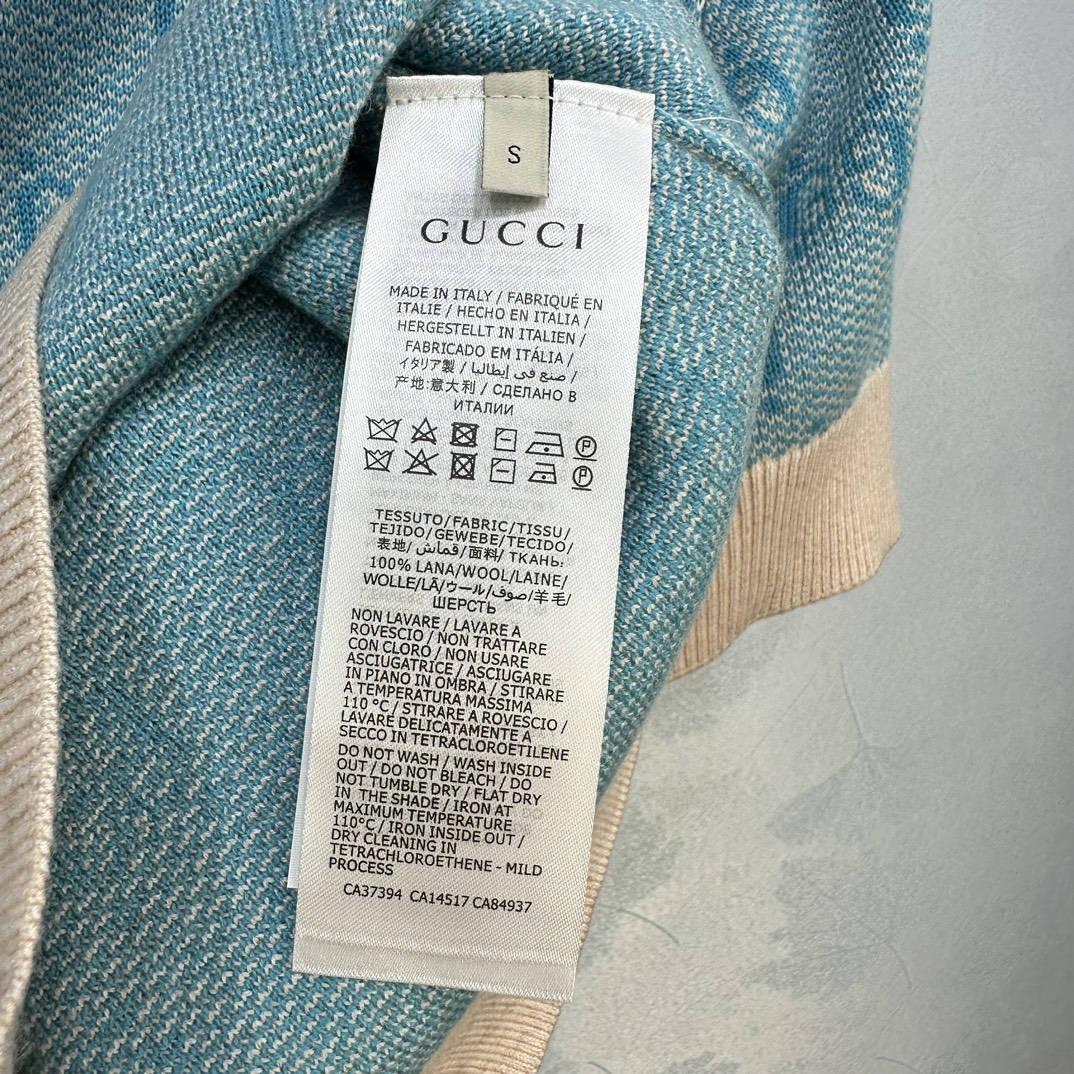 S
GUCCI
MADE IN ITALY / FABRIQUÉ EN
ITALIE / HECHO EN ITALIA /
HERGESTELLT IN ITALIEN /
FABRICADO EM ITÁLIA /
イタリア製 / صنع في إيطاليا /
产地:意大利 / СДЕЛАНО В
ИТАЛИИ
P
P
TESSUTO/FABRIC/TISSU/
TEJIDO/GEWEBE/TECIDO/
表地/ قماش/面料/ ТКАНЬ:
100% LANA/WOOL/LAINE/
WOLLE/LÃ/ウール/صوف/羊毛/
ШЕРСТЬ
NON LAVARE / LAVARE A
ROVESCIO / NON TRATTARE
CON CLORO / NON USARE
ASCIUGATRICE / ASCIUGARE
IN PIANO IN OMBRA / STIRARE
A TEMPERATURA MASSIMA
110 °C / STIRARE A ROVESCIO /
LAVARE DELICATAMENTE A
SECCO IN TETRACLOROETILENE
DO NOT WASH / WASH INSIDE
OUT / DO NOT BLEACH / DO
NOT TUMBLE DRY / FLAT DRY
IN THE SHADE / IRON AT
MAXIMUM TEMPERATURE
110°C / IRON INSIDE OUT /
DRY CLEANING IN
TETRACHLOROETHENE - MILD
PROCESS
CA37394 CA14517 CA84937